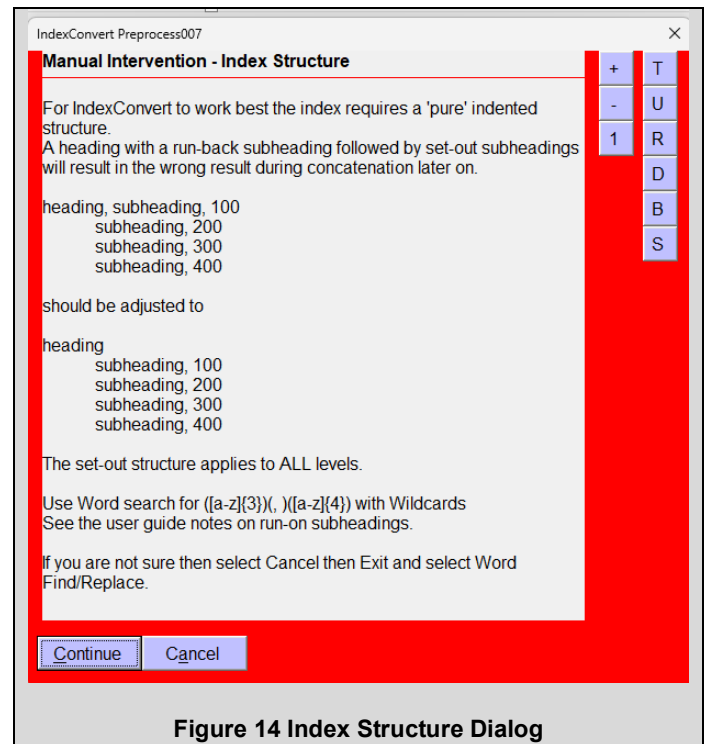 IndexConvert Preprocess007
Manual Intervention - Index Structure
+
T
-
U
1
R
D
B
S
For IndexConvert to work best the index requires a 'pure' indented
structure.
A heading with a run-back subheading followed by set-out subheadings
will result in the wrong result during concatenation later on.
heading, subheading, 100
subheading, 200
subheading, 300
subheading, 400
should be adjusted to
heading
subheading, 100
subheading, 200
subheading, 300
subheading, 400
The set-out structure applies to ALL levels.
Use Word search for ([a-z]{3})(, )([a-z]{4}) with Wildcards
See the user guide notes on run-on subheadings.
If you are not sure then select Cancel then Exit and select Word
Find/Replace.
Continue
Cancel
Figure 14 Index Structure Dialog